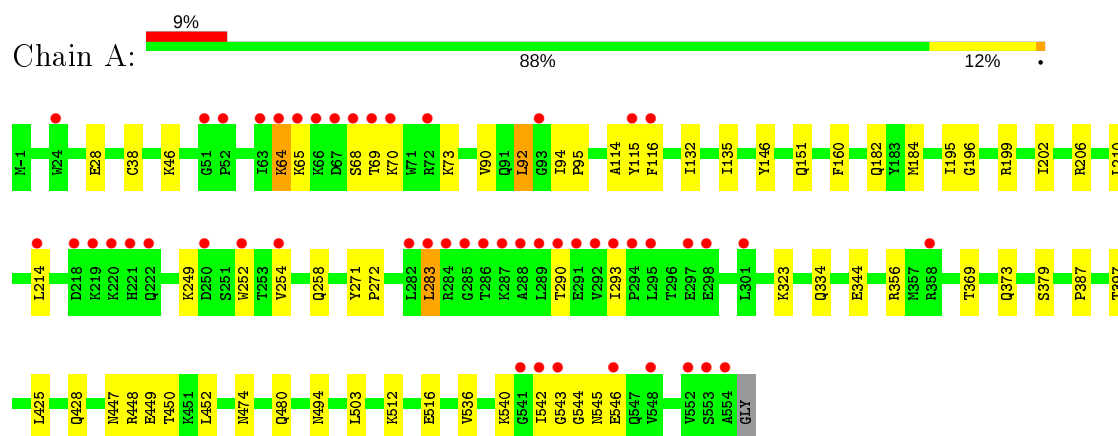 9%
Chain A:
88%
12%
•
M-1 W24 E28 C38 K46 G51 P52 I63 K64 K65 K66 D67 S68 T69 K70 W71 R72 K73 V90 Q91 L92 G93 I94 P95 A114 Y115 F116 I132 I135 Y146 Q151 F160 Q182 Y183 M184 I195 G196 R199 I202 R206
L214 D218 K219 K220 H221 Q222 K249 D250 S251 W252 T253 V254 Q258 Y271 P272 L282 L283 R284 G285 T286 K287 A288 L289 T290 E291 V292 I293 P294 L295 T296 E297 E298 L301 K323 Q334 E344 R356 M357 R358 T369 Q373 S379 P387
L425 Q428 N447 R448 E449 T450 K451 L452 N474 Q480 N494 L503 K512 E516 V536 K540 G541 I542 G543 G544 N545 E546 Q547 V548 V552 S553 A554 GLY